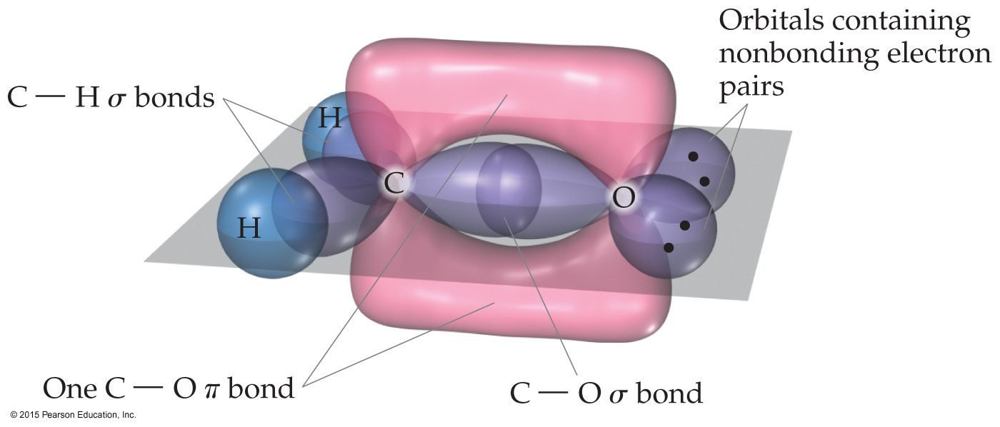 Orbitals containing
nonbonding electron
pairs
C — H σ bonds
H
H
C
O
One C — O π bond
C — O σ bond
© 2015 Pearson Education, Inc.